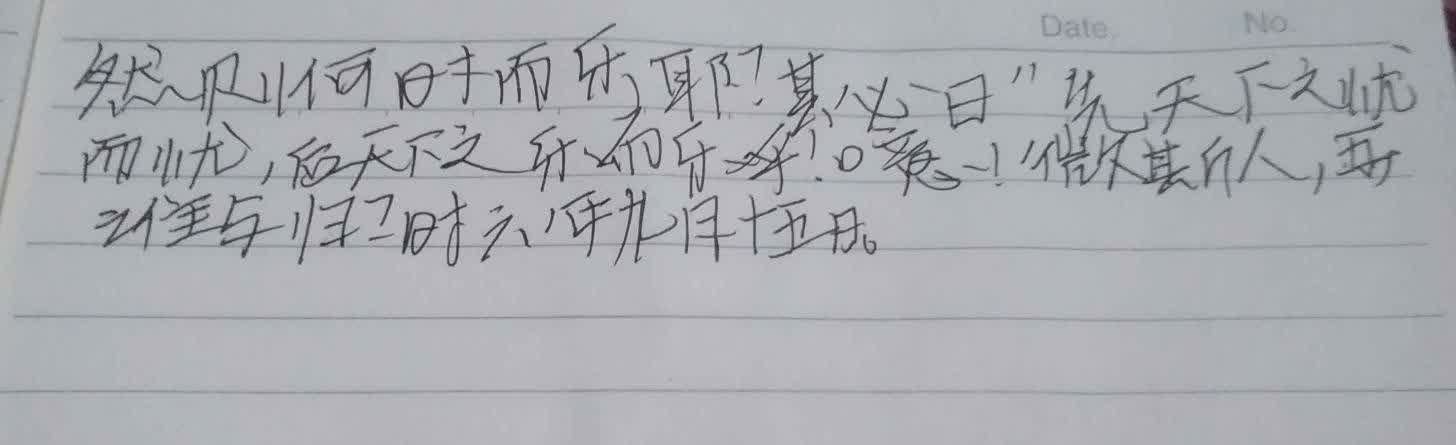 Date. No.
然则何时而乐耶?其必曰"先天下之忧
而忧,后天下之乐而乐乎!噫!微斯人,吾
谁与归?时六年九月十五日。